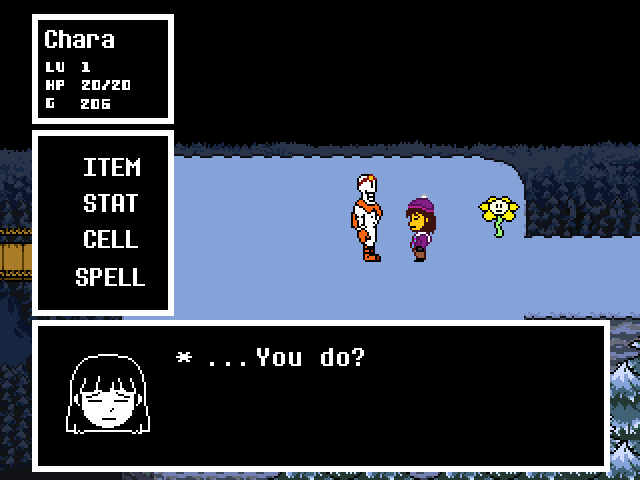 Chara
LV 1
HP 20/20
G 206
ITEM
STAT
CELL
SPELL
* ...You do?